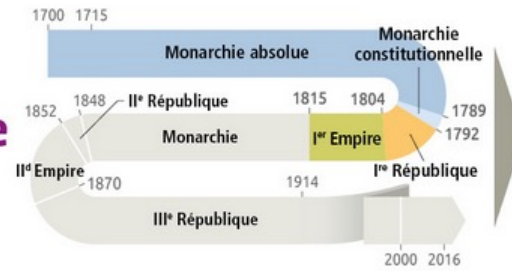 1700 1715
Monarchie absolue
Monarchie
constitutionnelle
1789
1792
Iʳᵉ République
1804
Iᵉʳ Empire
1815
Monarchie
1848
IIᵉ République
1852
IIᵈ Empire
1870
IIIᵉ République
1914
2000 2016
e